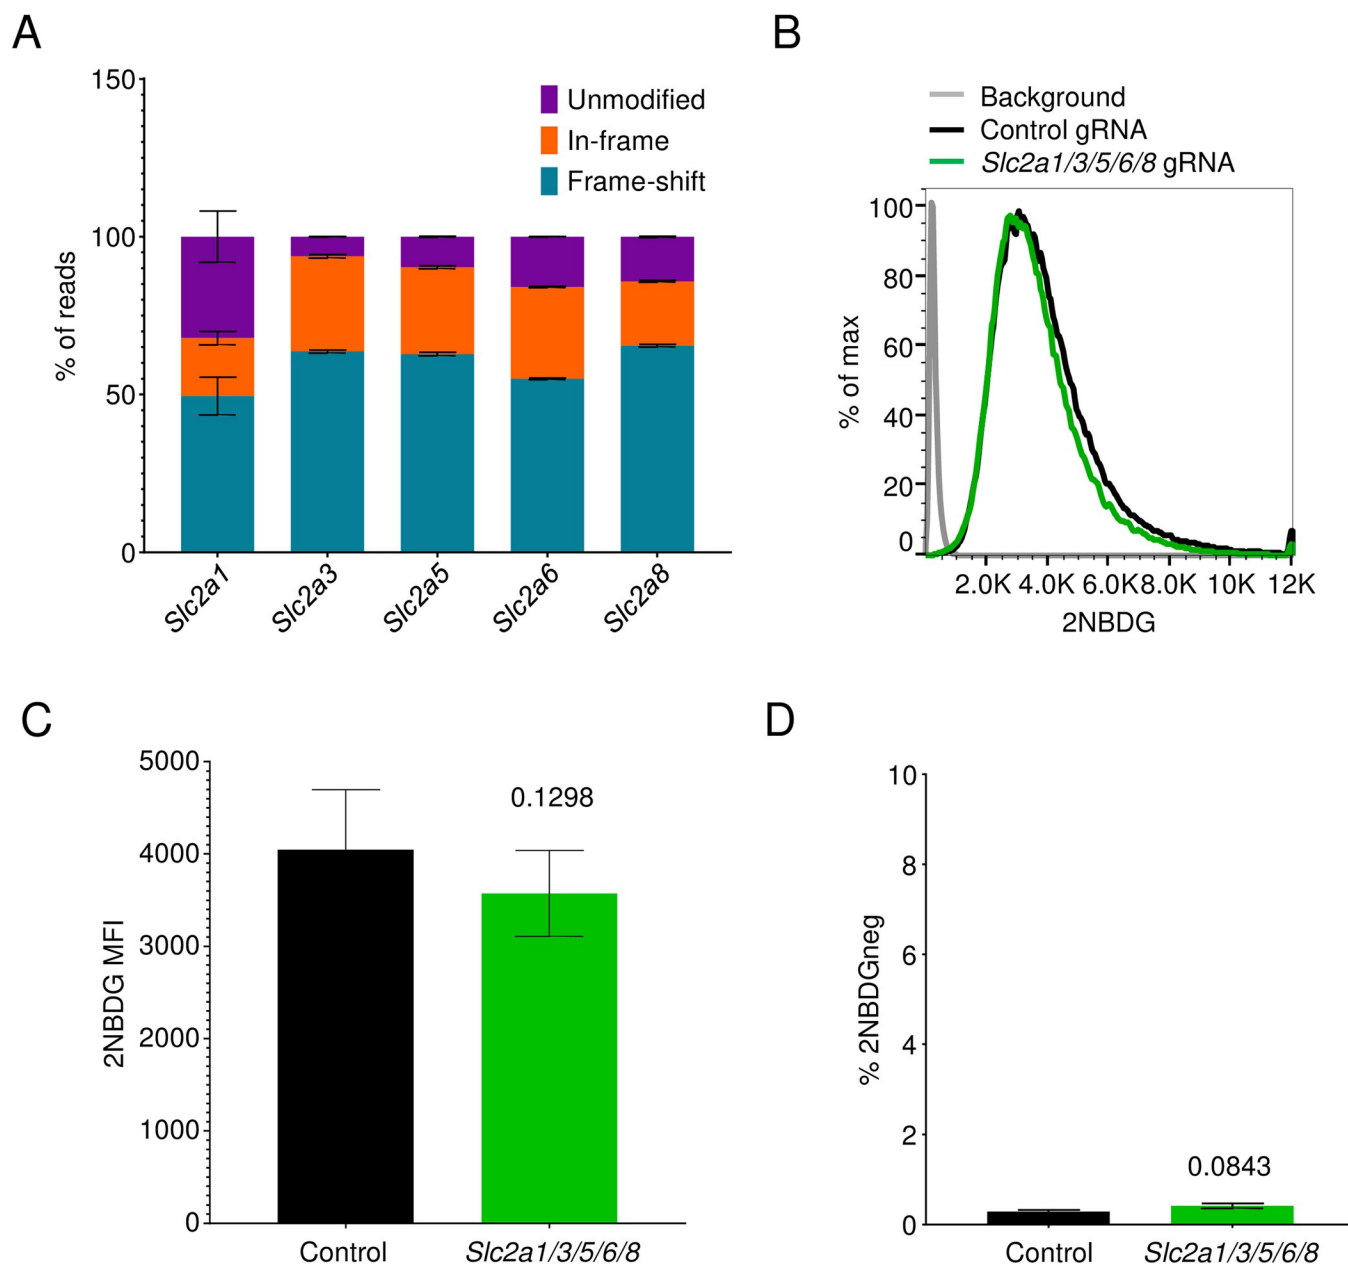 A
150
100
50
0
% of reads
Unmodified
In-frame
Frame-shift
Slc2a1
Slc2a3
Slc2a5
Slc2a6
Slc2a8
B
Background
Control gRNA
Slc2a1/3/5/6/8 gRNA
100
80
60
40
20
0
% of max
2.0K 4.0K 6.0K 8.0K 10K 12K
2NBDG
C
5000
4000
3000
2000
1000
0
2NBDG MFI
0.1298
Control Slc2a1/3/5/6/8
D
10
8
6
4
2
0
% 2NBDGneg
0.0843
Control Slc2a1/3/5/6/8